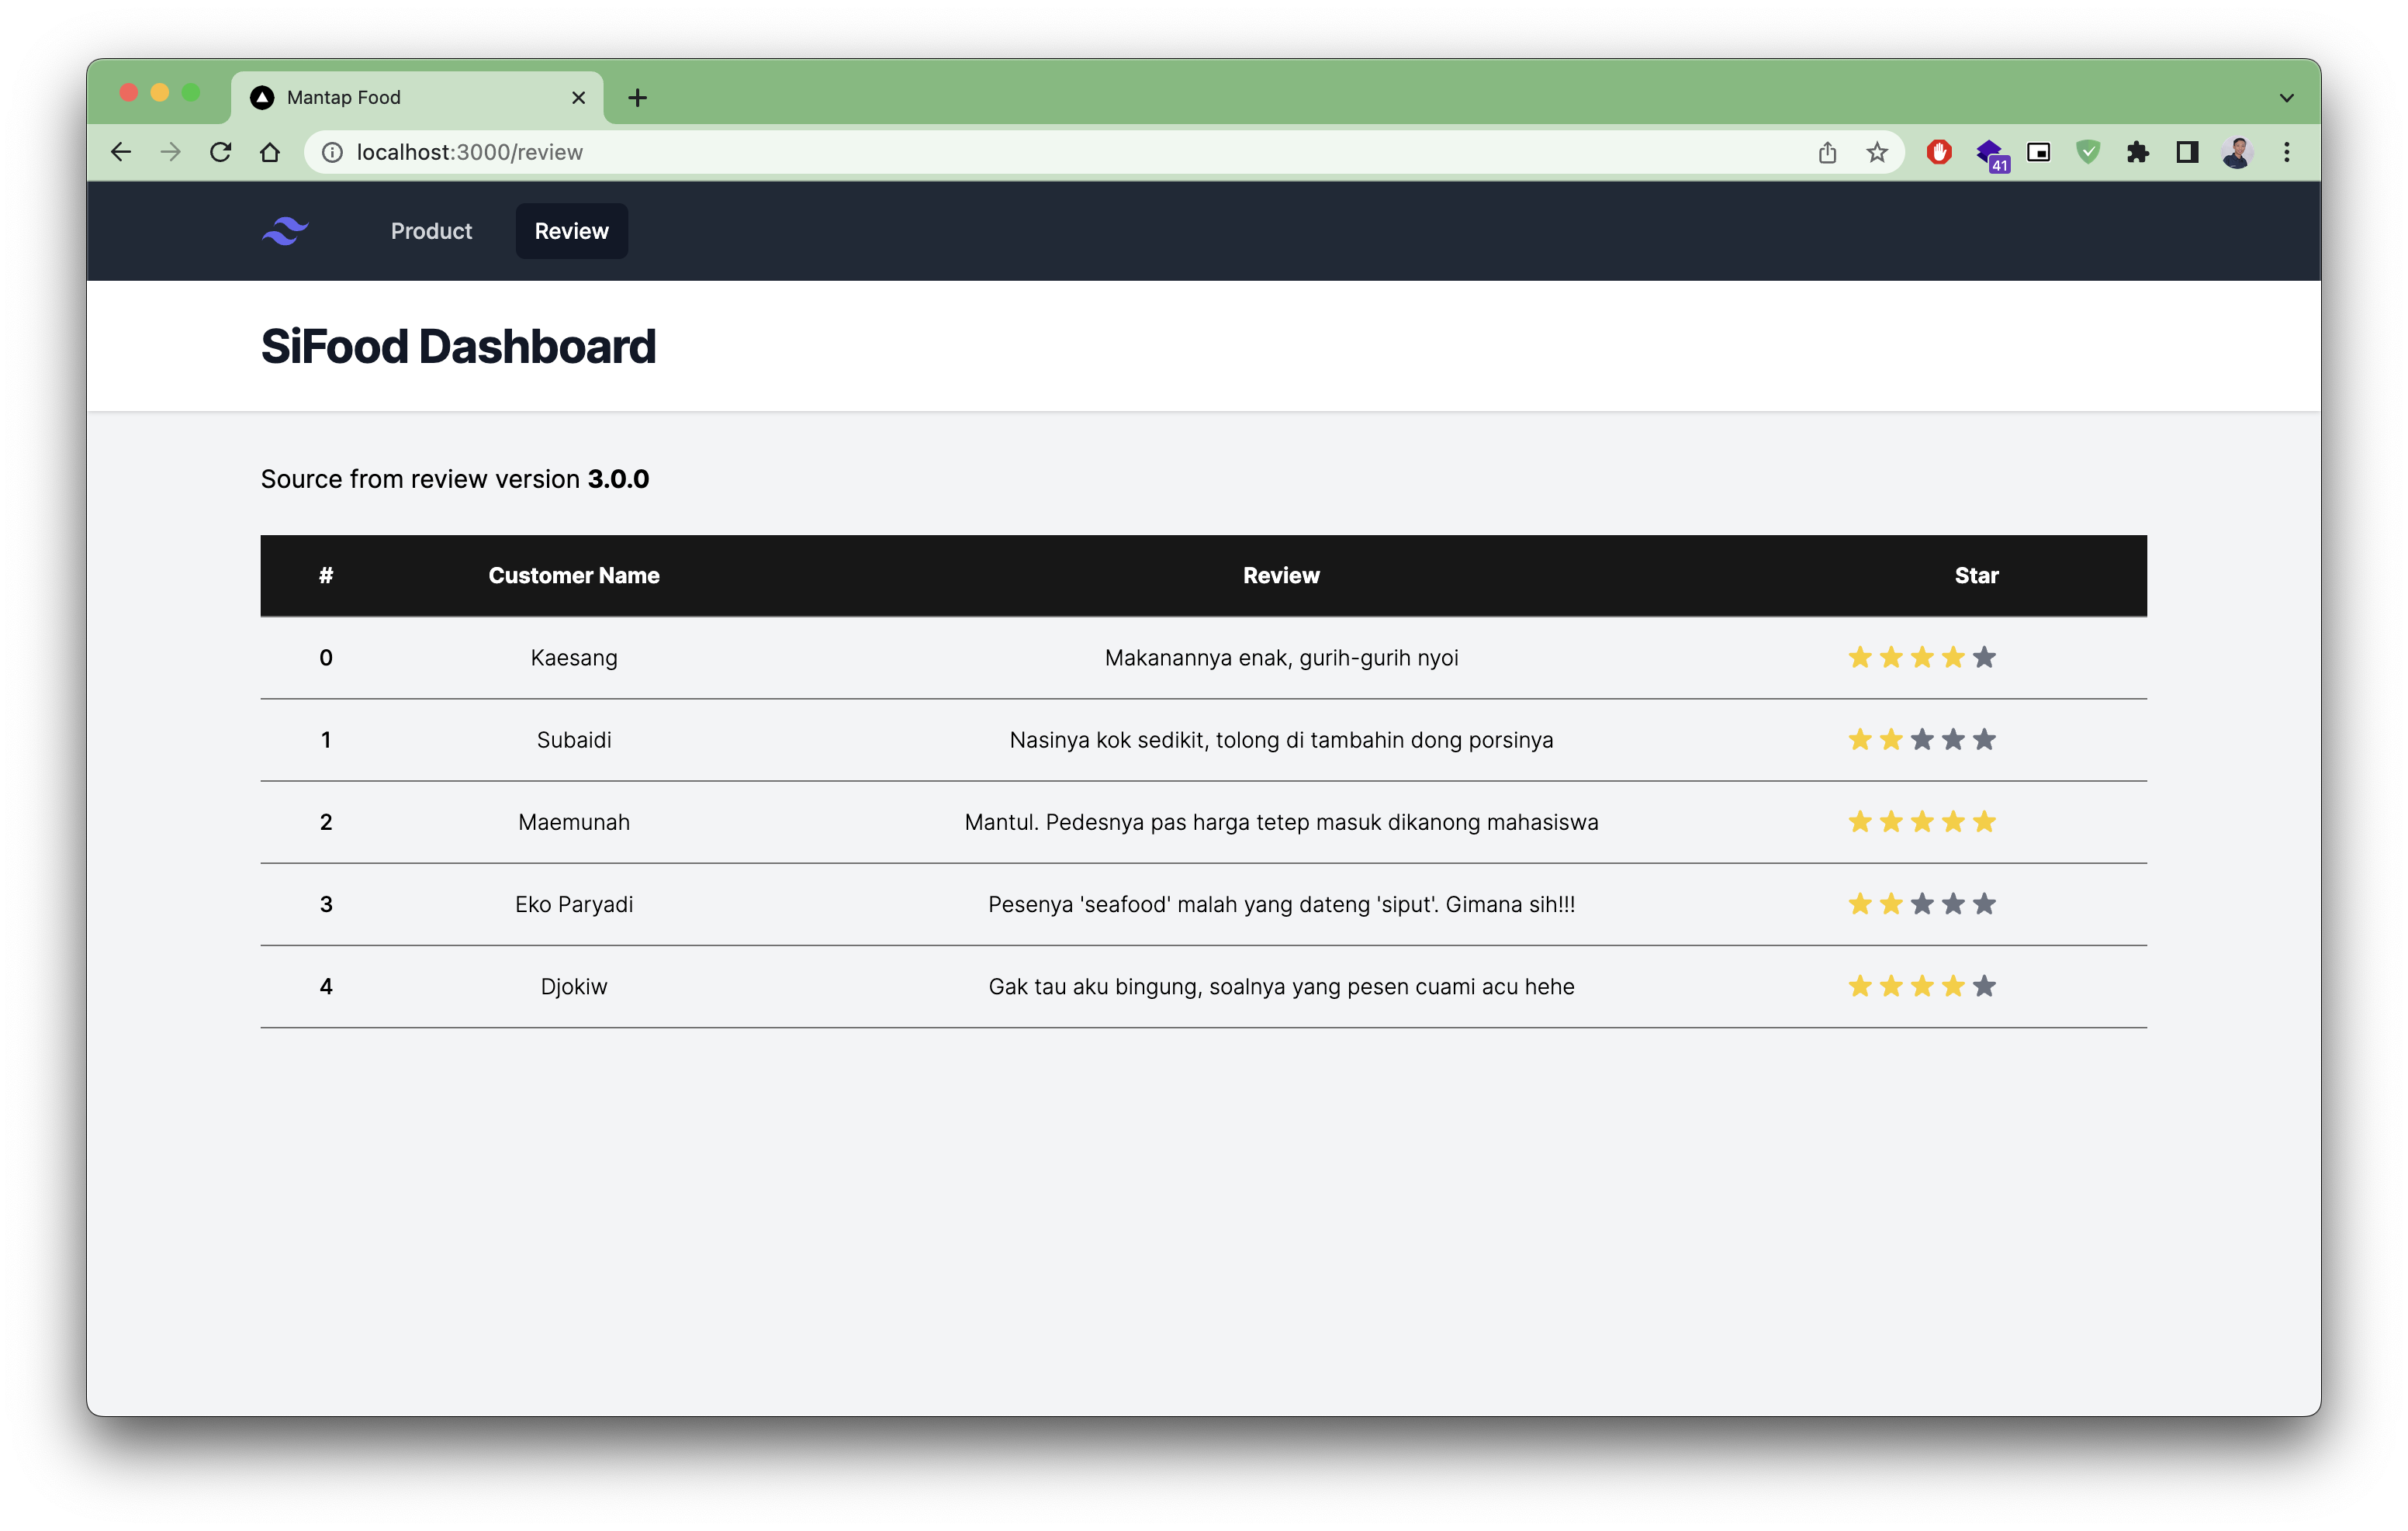 Mantap Food
localhost:3000/review
41
Product Review
SiFood Dashboard
Source from review version 3.0.0
# Customer Name Review Star
0 Kaesang Makanannya enak, gurih-gurih nyoi
1 Subaidi Nasinya kok sedikit, tolong di tambahin dong porsinya
2 Maemunah Mantul. Pedesnya pas harga tetep masuk dikanong mahasiswa
3 Eko Paryadi Pesenya 'seafood' malah yang dateng 'siput'. Gimana sih!!!
4 Djokiw Gak tau aku bingung, soalnya yang pesen cuami acu hehe